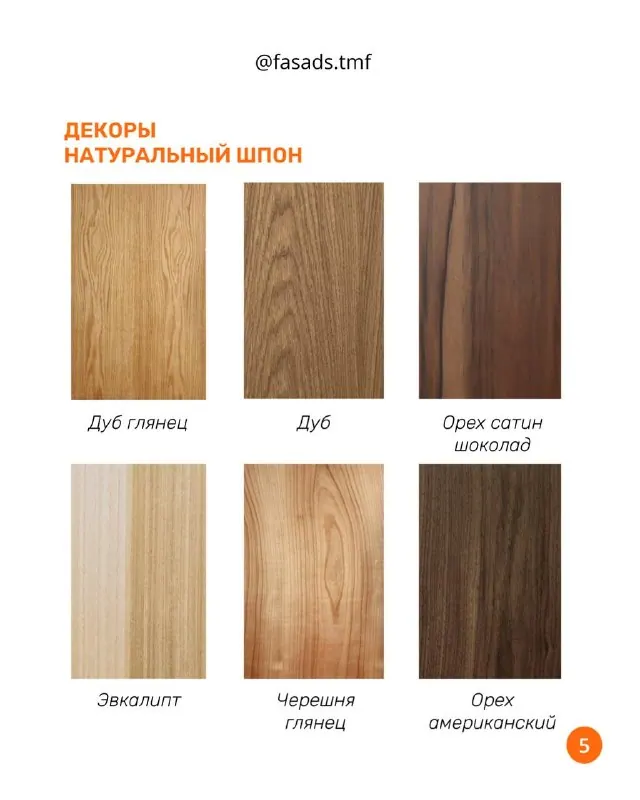 @fasads.tmf
ДЕКОРЫ
НАТУРАЛЬНЫЙ ШПОН
Дуб глянец
Дуб
Орех сатин
шоколад
Эвкалипт
Черешня
глянец
Орех
американский
5